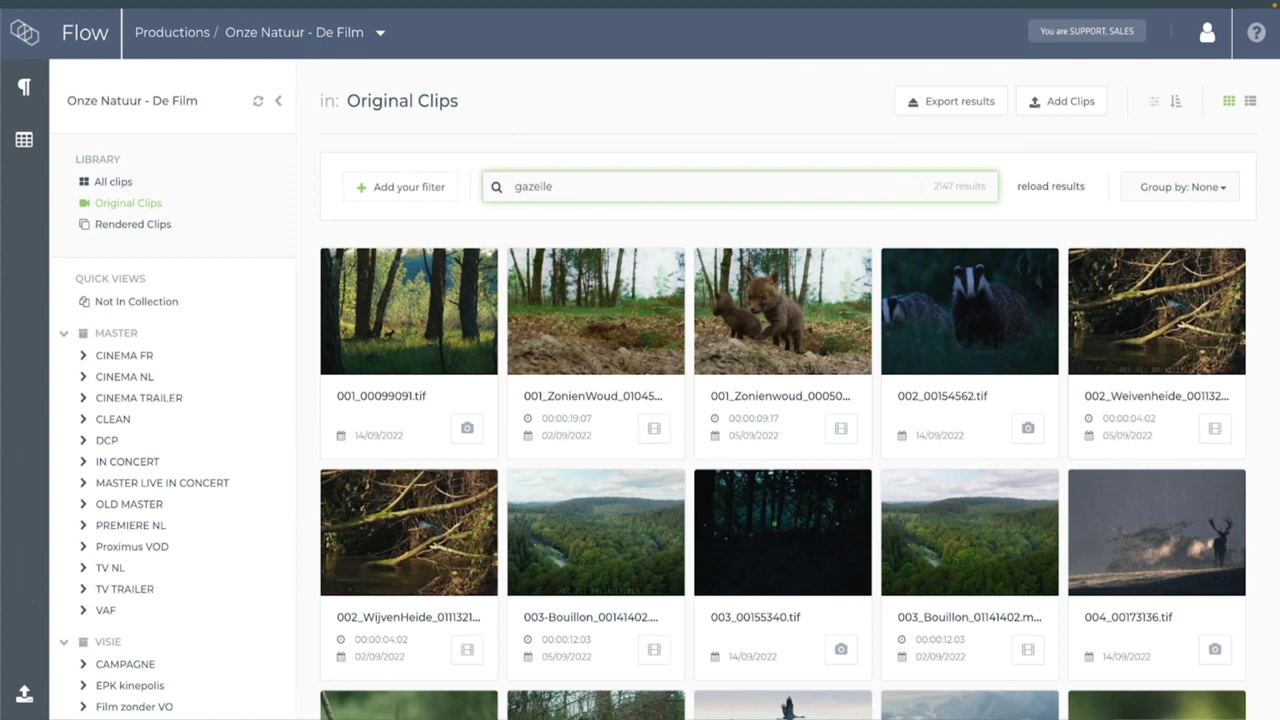 Flow
Productions / Onze Natuur - De Film
You are SUPPORT, SALES
Onze Natuur - De Film
in: Original Clips
Export results
Add Clips
LIBRARY
All clips
Original Clips
Rendered Clips
Add your filter
gazelle
2147 results
reload results
Group by: None
QUICK VIEWS
Not In Collection
MASTER
CINEMA FR
CINEMA NL
CINEMA TRAILER
CLEAN
DCP
IN CONCERT
MASTER LIVE IN CONCERT
OLD MASTER
PREMIERE NL
Proximus VOD
TV NL
TV TRAILER
VAF
VISIE
CAMPAGNE
EPK kinepolis
Film zonder VO
001_00099091.tif
14/09/2022
001_ZonienWoud_01045...
00:00:19:07
02/09/2022
001_Zonienwoud_00050...
00:00:09:17
05/09/2022
002_00154562.tif
14/09/2022
002_Weivenheide_001132...
00:00:04:02
05/09/2022
002_WijvenHeide_0111321...
00:00:04:02
02/09/2022
003-Bouillon_00141402....
00:00:12:03
05/09/2022
003_00155340.tif
14/09/2022
003_Bouillon_01141402.m...
00:00:12:03
02/09/2022
004_00173136.tif
14/09/2022